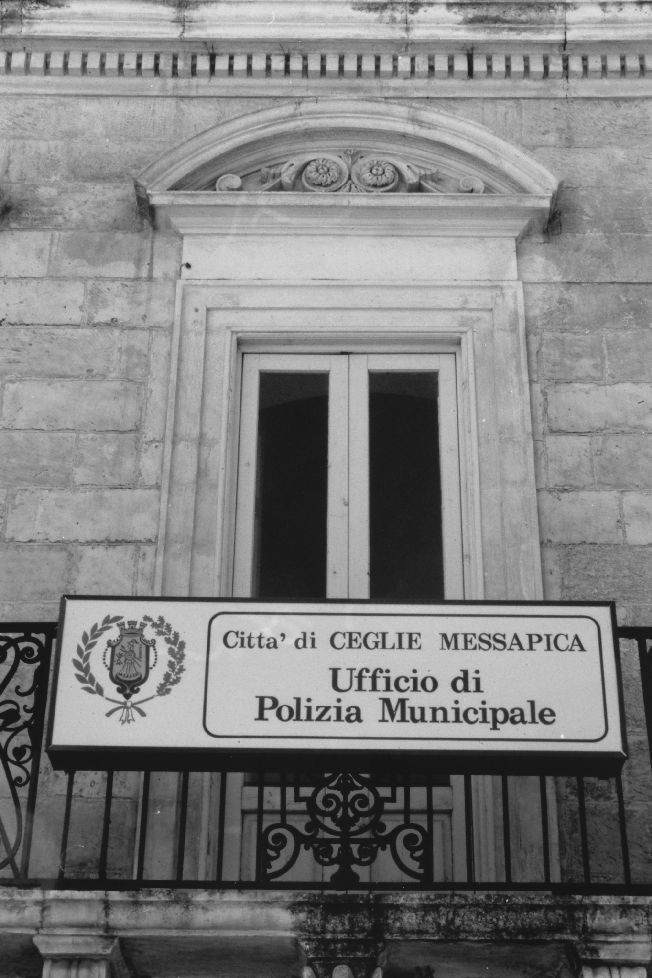 Citta' di CEGLIE MESSAPICA
Ufficio di
Polizia Municipale